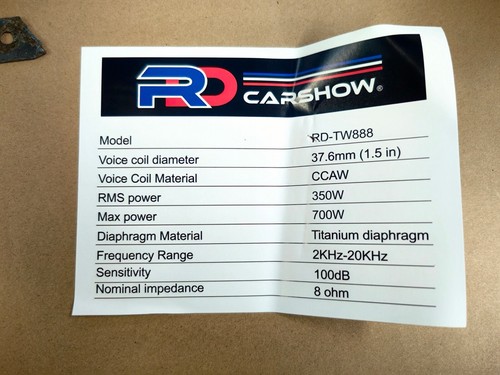 RD CARSHOW®
Model RD-TW888
Voice coil diameter 37.6mm (1.5 in)
Voice Coil Material CCAW
RMS power 350W
Max power 700W
Diaphragm Material Titanium diaphragm
Frequency Range 2KHz-20KHz
Sensitivity 100dB
Nominal impedance 8 ohm